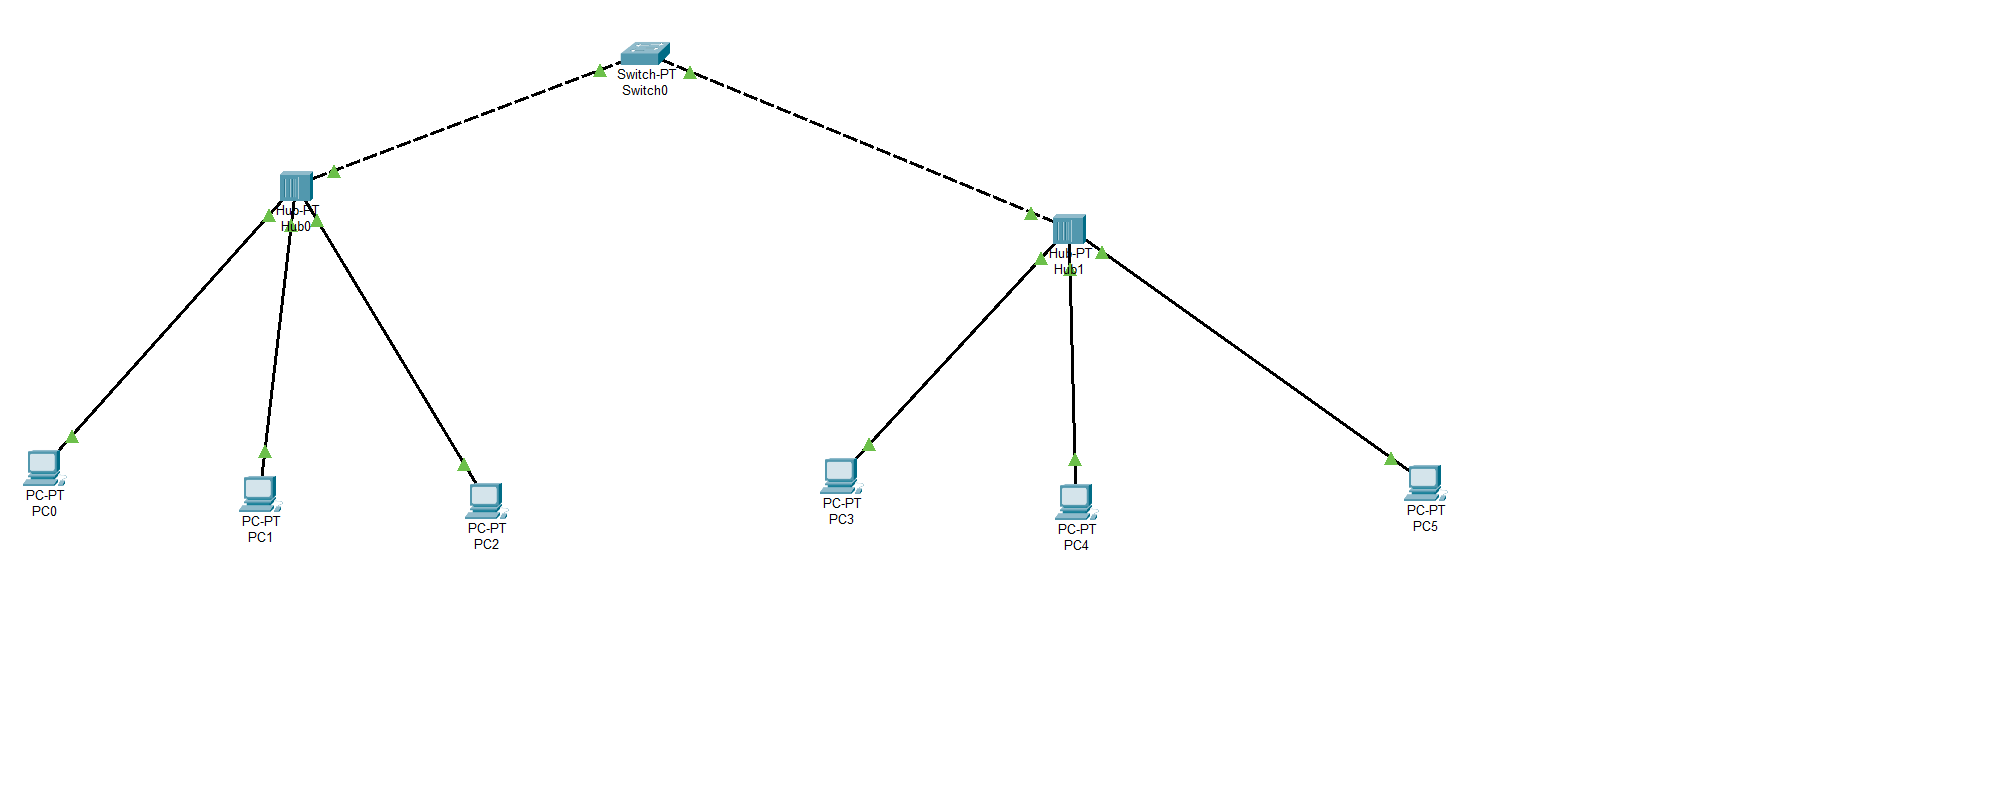 Switch-PT
Switch0
Hub-PT
Hub0
Hub-PT
Hub1
PC-PT
PC0
PC-PT
PC1
PC-PT
PC2
PC-PT
PC3
PC-PT
PC4
PC-PT
PC5